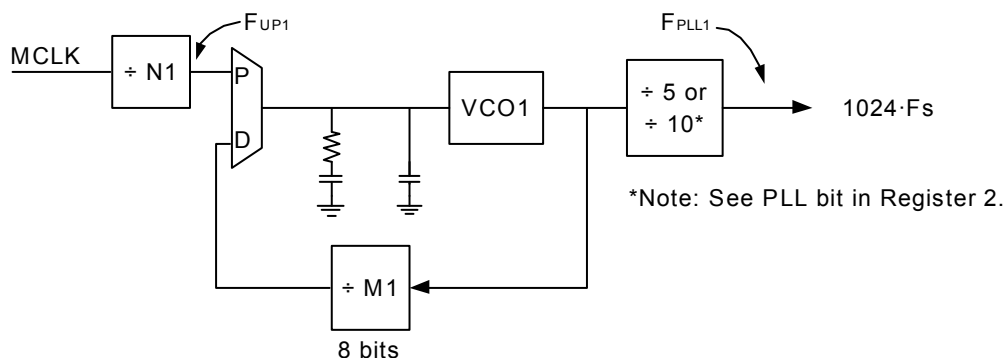 FUP1
FPLL1
MCLK
÷ N1
P
D
VCO1
÷ 5 or
÷ 10*
1024·Fs
*Note: See PLL bit in Register 2.
÷ M1
8 bits